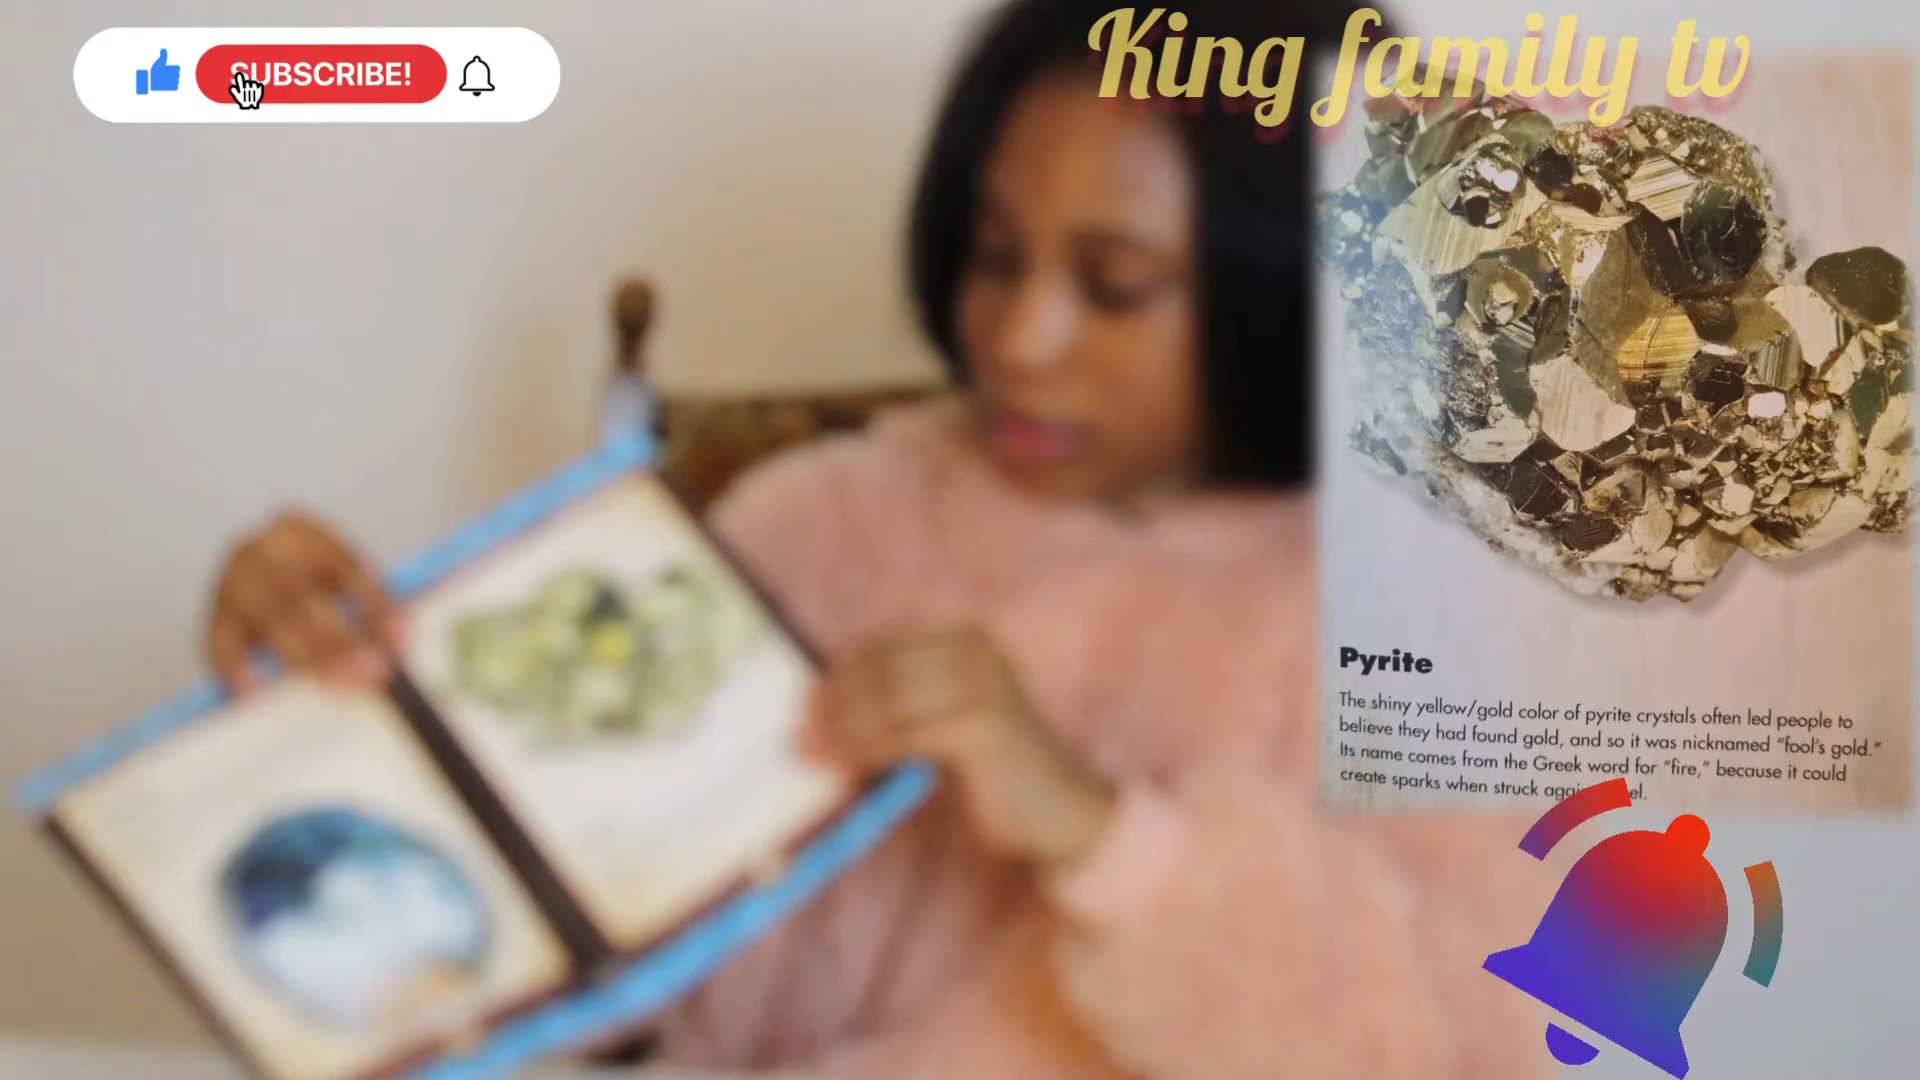 SUBSCRIBE!
King family tv
Pyrite
The shiny yellow/gold color of pyrite crystals often led people to
believe they had found gold, and so it was nicknamed “fool’s gold.”
Its name comes from the Greek word for “fire,” because it could
create sparks when struck